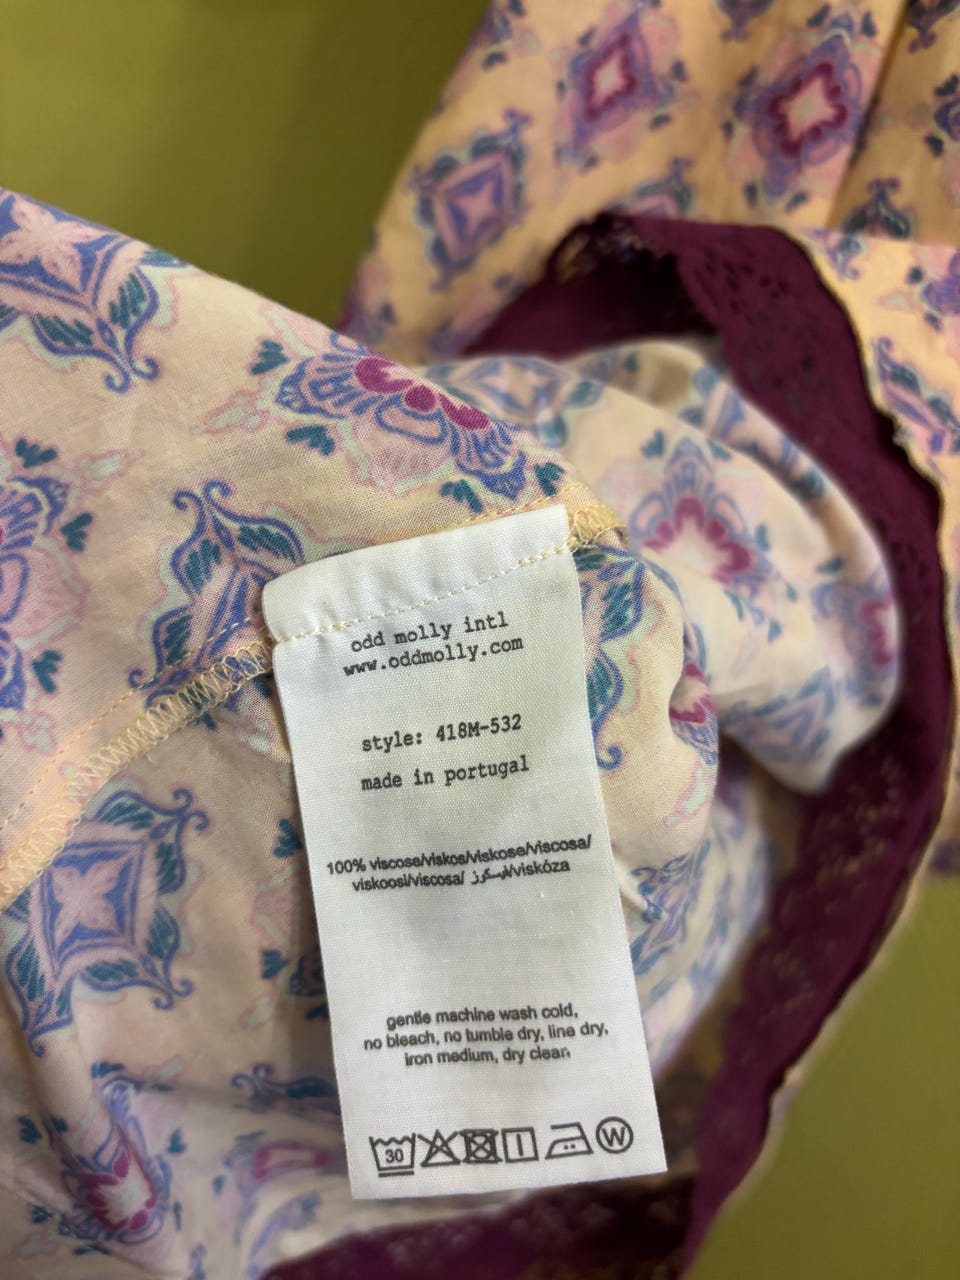 odd molly intl
www.oddmolly.com
style: 418M-532
made in portugal
100% viscose/viskos/viskose/viscosa/
viskoosi/viscosa/ فيسكوز/viskóza
gentle machine wash cold,
no bleach, no tumble dry, line dry,
iron medium, dry clean
30 W